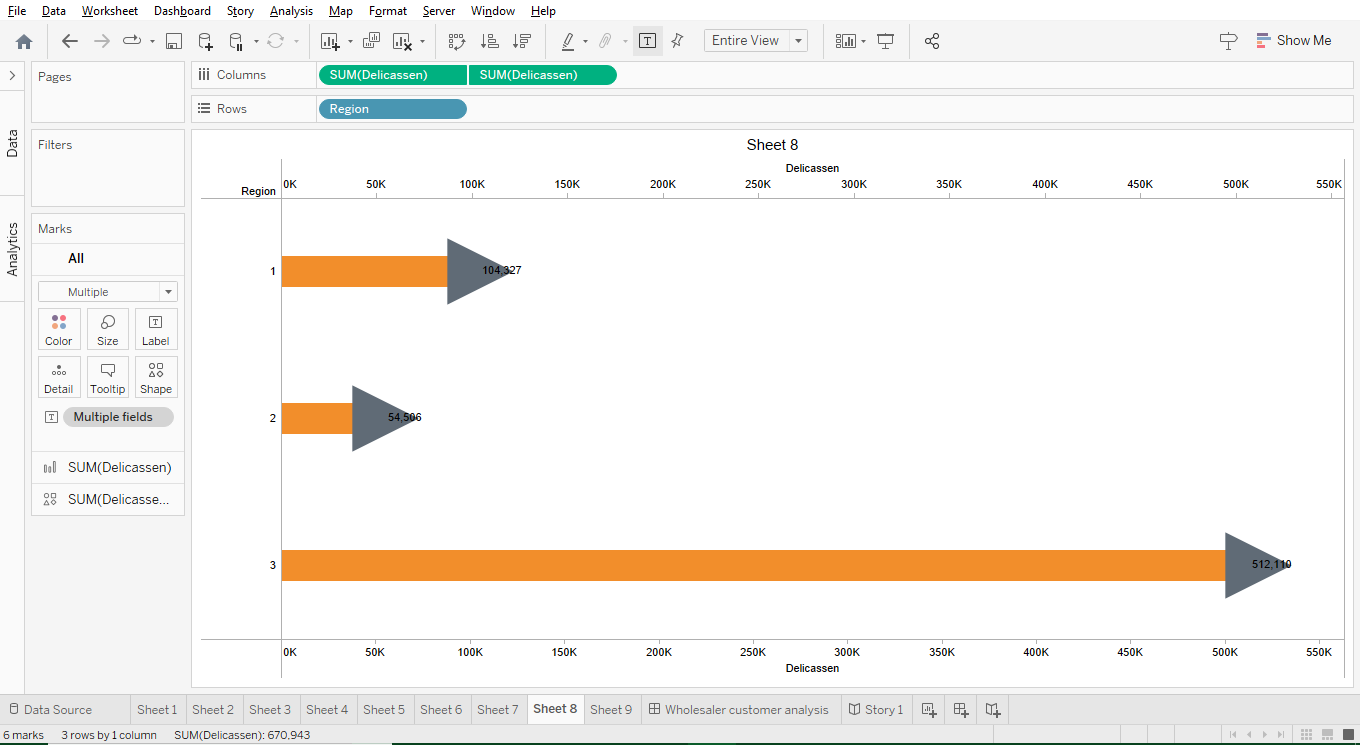 File Data Worksheet Dashboard Story Analysis Map Format Server Window Help
Entire View
Show Me
Pages
Columns SUM(Delicassen) SUM(Delicassen)
Rows Region
Data
Analytics
Filters
Marks
All
Multiple
Color Size Label
Detail Tooltip Shape
T Multiple fields
SUM(Delicassen)
SUM(Delicasse...
Sheet 8
Delicassen
Region 0K 50K 100K 150K 200K 250K 300K 350K 400K 450K 500K 550K
1 104,327
2 54,506
3 512,110
0K 50K 100K 150K 200K 250K 300K 350K 400K 450K 500K 550K
Delicassen
Data Source Sheet 1 Sheet 2 Sheet 3 Sheet 4 Sheet 5 Sheet 6 Sheet 7 Sheet 8 Sheet 9 Wholesaler customer analysis Story 1
6 marks 3 rows by 1 column SUM(Delicassen): 670,943